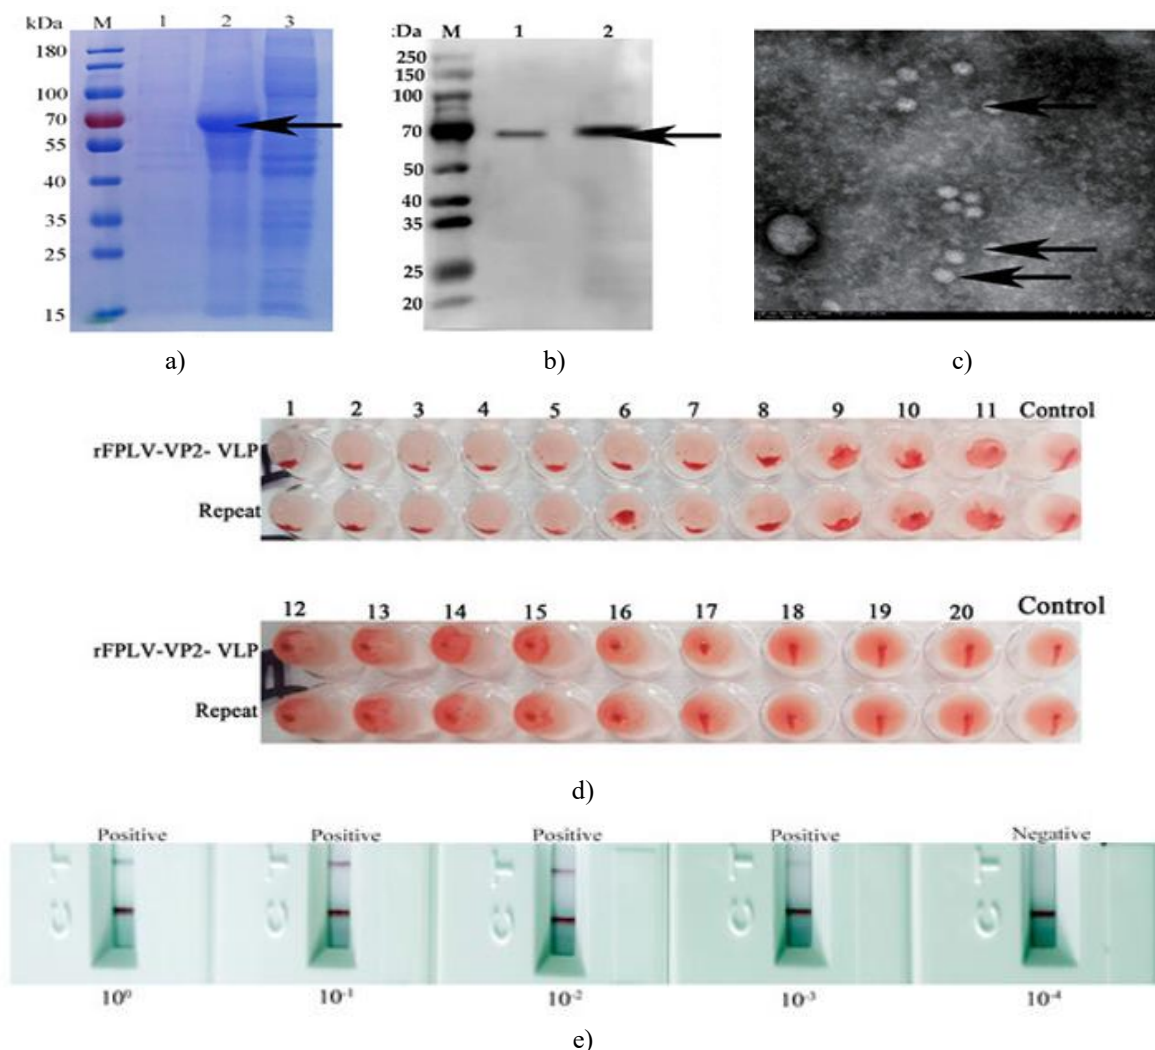 kDa M 1 2 3
180
100
70
55
40
35
25
15
a)
:Da M 1 2
250
150
100
70
50
40
35
25
20
b)
c)
1 2 3 4 5 6 7 8 9 10 11 Control
rFPLV-VP2- VLP
Repeat
12 13 14 15 16 17 18 19 20 Control
rFPLV-VP2- VLP
Repeat
d)
Positive Positive Positive Positive Negative
C T C T C T C T C T
10⁰ 10⁻¹ 10⁻² 10⁻³ 10⁻⁴
e)